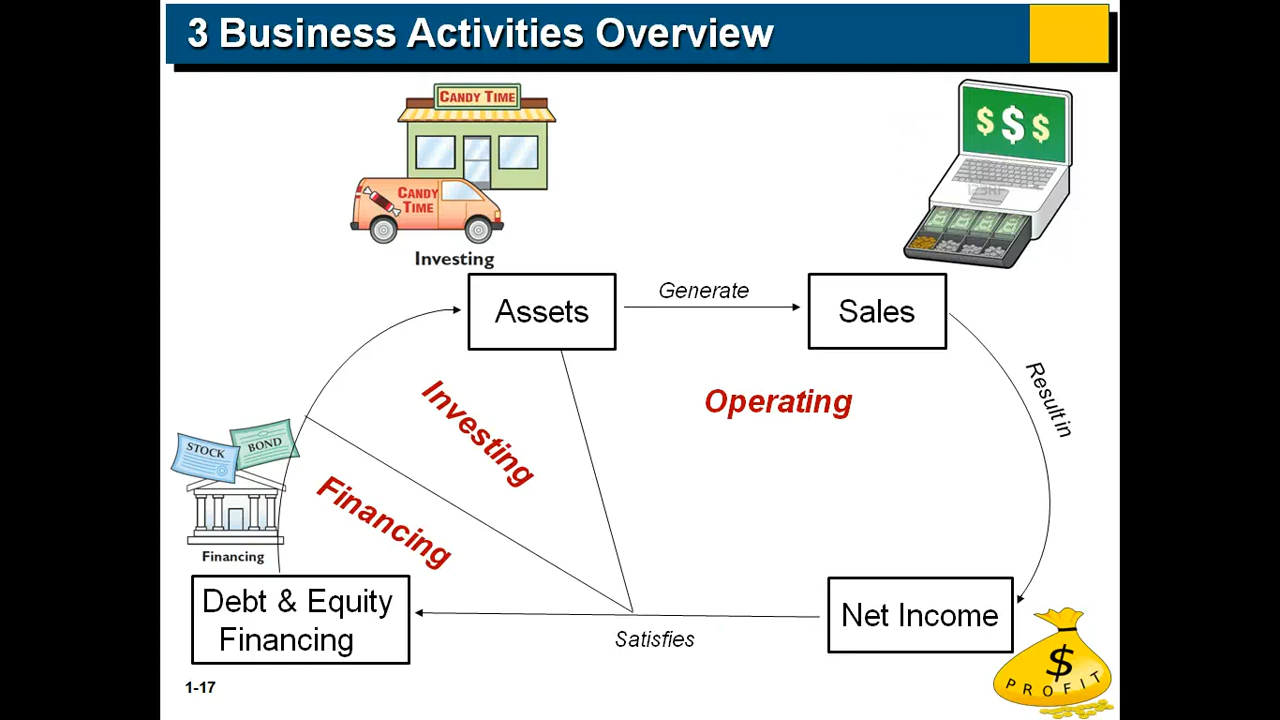 3 Business Activities Overview
CANDY TIME
$ $ $
CANDY
TIME
Investing
Assets
Generate
Sales
Result in
Operating
Investing
STOCK
BOND
Financing
Financing
Debt & Equity
Financing
Satisfies
Net Income
$
PROFIT
1-17